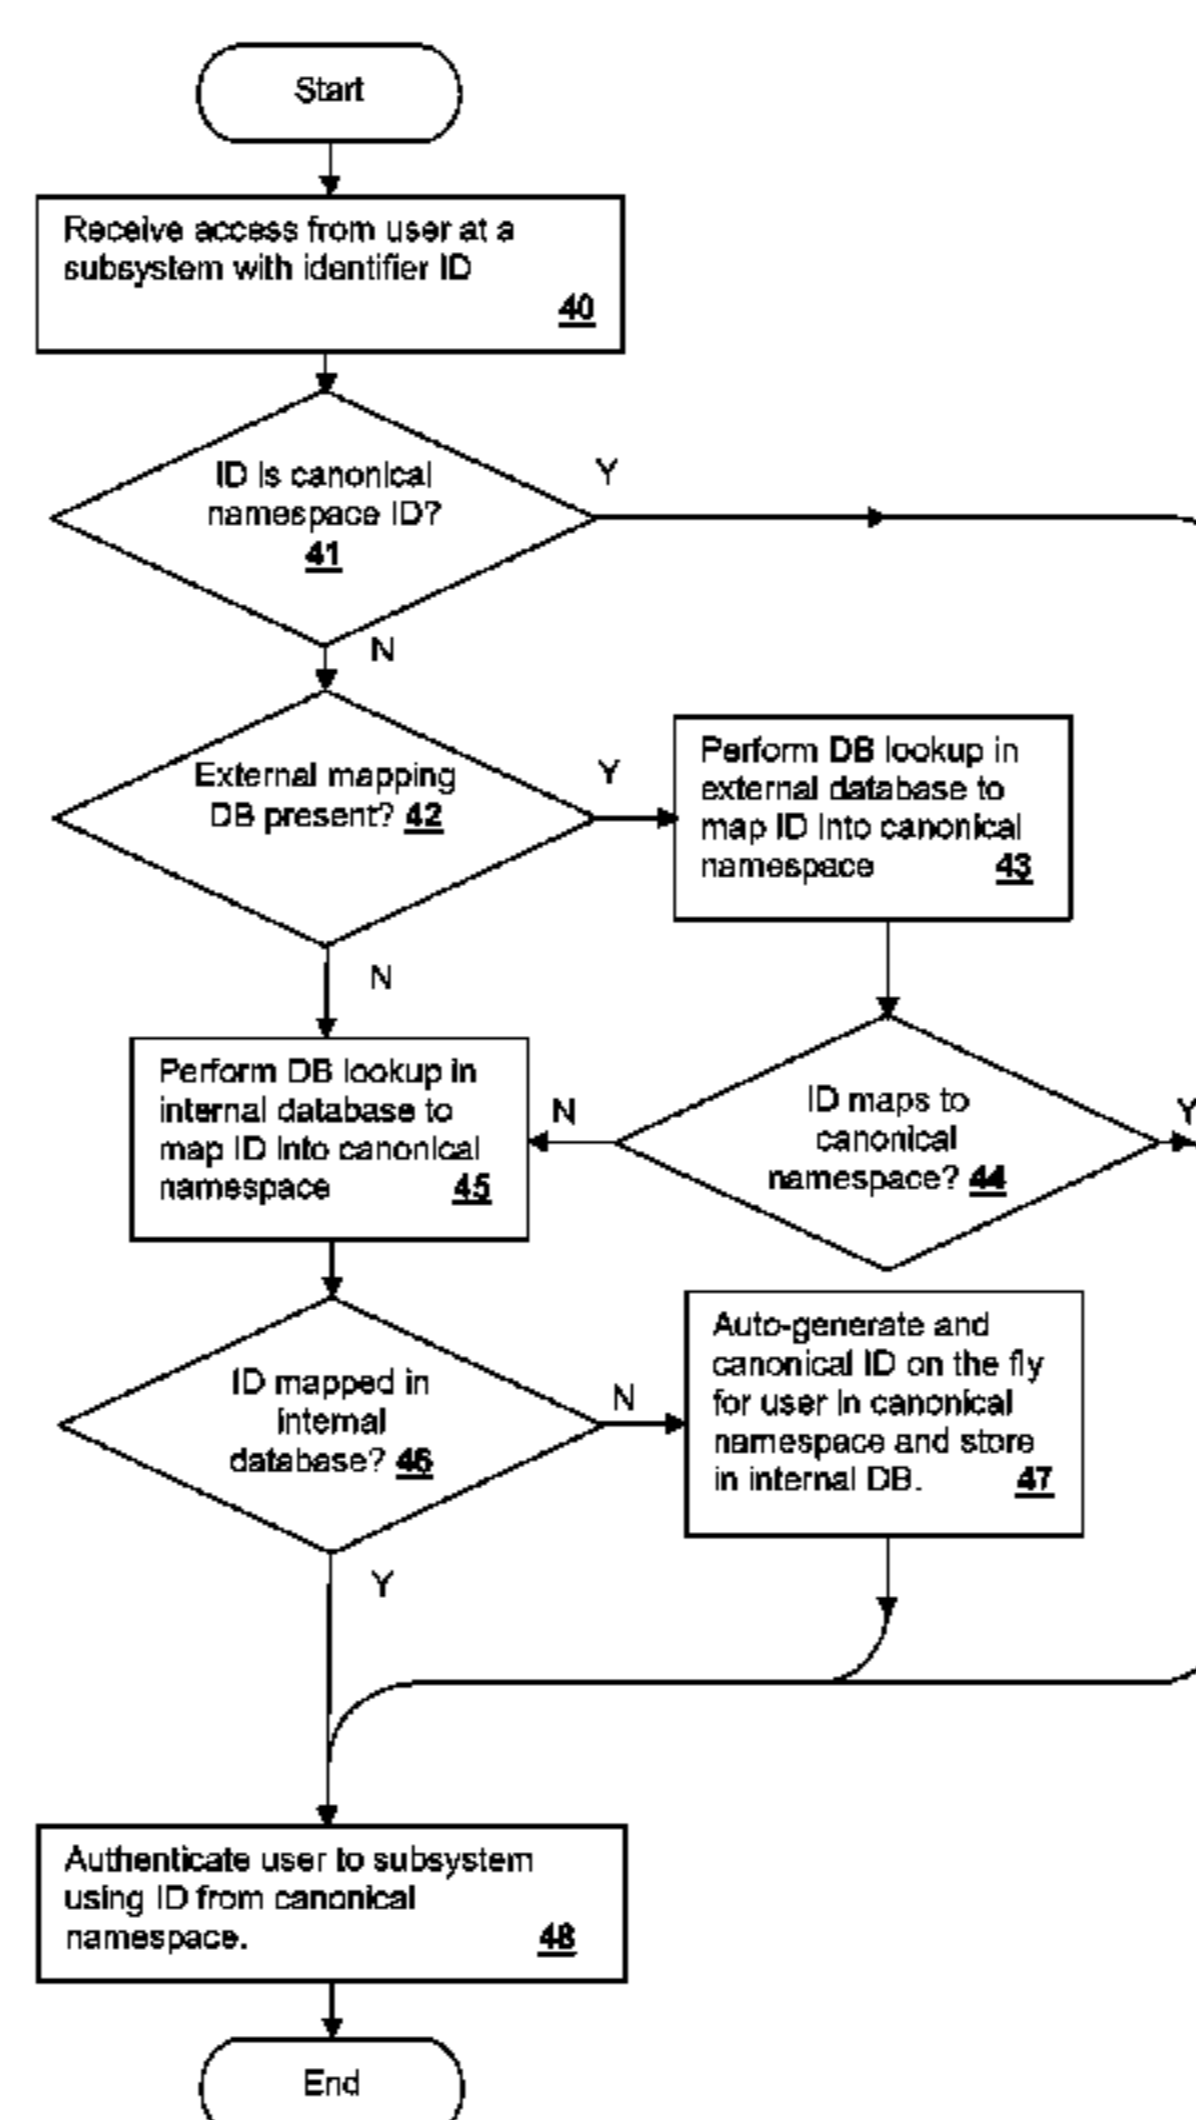 Start
Receive access from user at a
subsystem with identifier ID
40
ID is canonical
namespace ID?
41
Y
N
External mapping
DB present? 42
Y
N
Perform DB lookup in
external database to
map ID into canonical
namespace 43
ID maps to
canonical
namespace? 44
N
Y
Perform DB lookup in
internal database to
map ID into canonical
namespace 45
ID mapped in
internal
database? 46
N
Y
Auto-generate and
canonical ID on the fly
for user in canonical
namespace and store
in internal DB. 47
Authenticate user to subsystem
using ID from canonical
namespace. 48
End